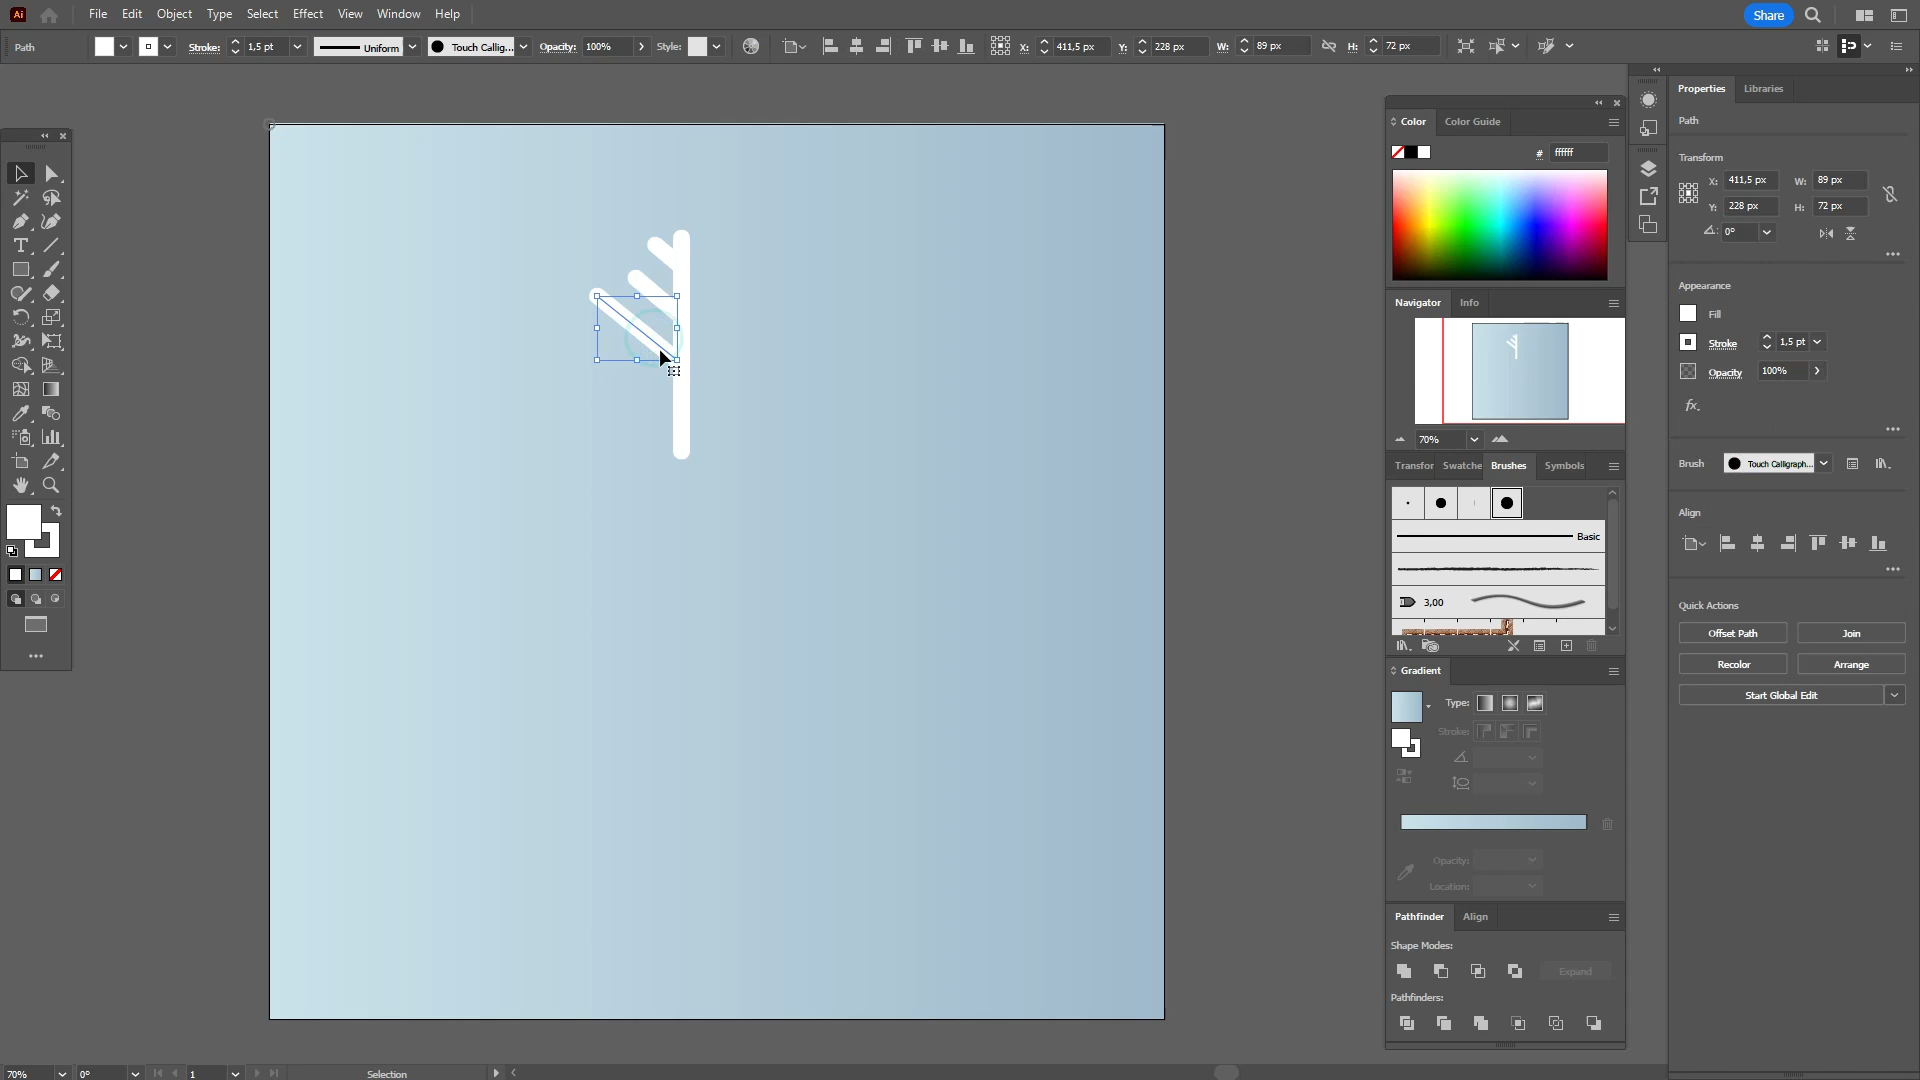 Ai File Edit Object Type Select Effect View Window Help Share
Path Stroke: 1,5 pt Uniform Touch Callig... Opacity: 100% Style: X: 411,5 px Y: 228 px W: 89 px H: 72 px
Properties Libraries
Path
Transform
X: 411,5 px W: 89 px
Y: 228 px H: 72 px
0°
Appearance
Fill
Stroke 1,5 pt
Opacity 100%
fx.
Brush Touch Calligraph...
Align
Quick Actions
Offset Path Join
Recolor Arrange
Start Global Edit
Color Color Guide
# ffffff
Navigator Info
70%
Transfor Swatche Brushes Symbols
Basic
3,00
Gradient
Type:
Stroke:
Opacity:
Location:
Pathfinder Align
Shape Modes:
Expand
Pathfinders:
70% 0° 1 Selection